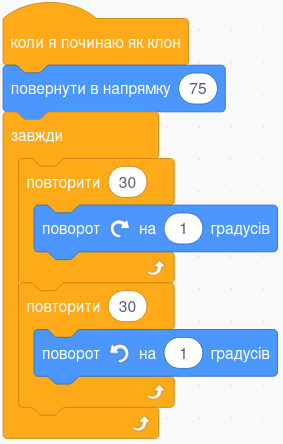 коли я починаю як клон
повернути в напрямку 75
завжди
повторити 30
поворот на 1 градусів
повторити 30
поворот на 1 градусів